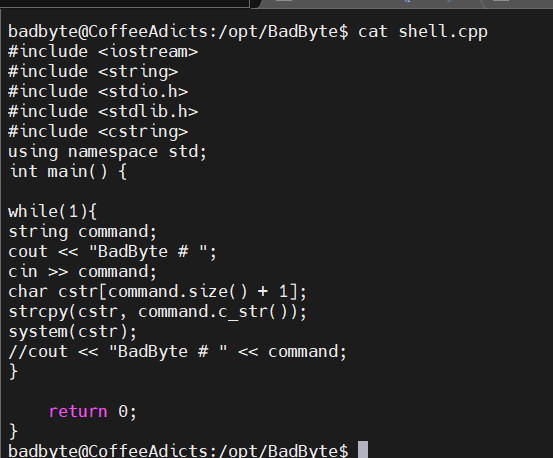 badbyte@CoffeeAdicts:/opt/BadByte$ cat shell.cpp
#include <iostream>
#include <string>
#include <stdio.h>
#include <stdlib.h>
#include <cstring>
using namespace std;
int main() {
while(1){
string command;
cout << "BadByte # ";
cin >> command;
char cstr[command.size() + 1];
strcpy(cstr, command.c_str());
system(cstr);
//cout << "BadByte # " << command;
}
    return 0;
}
badbyte@CoffeeAdicts:/opt/BadByte$